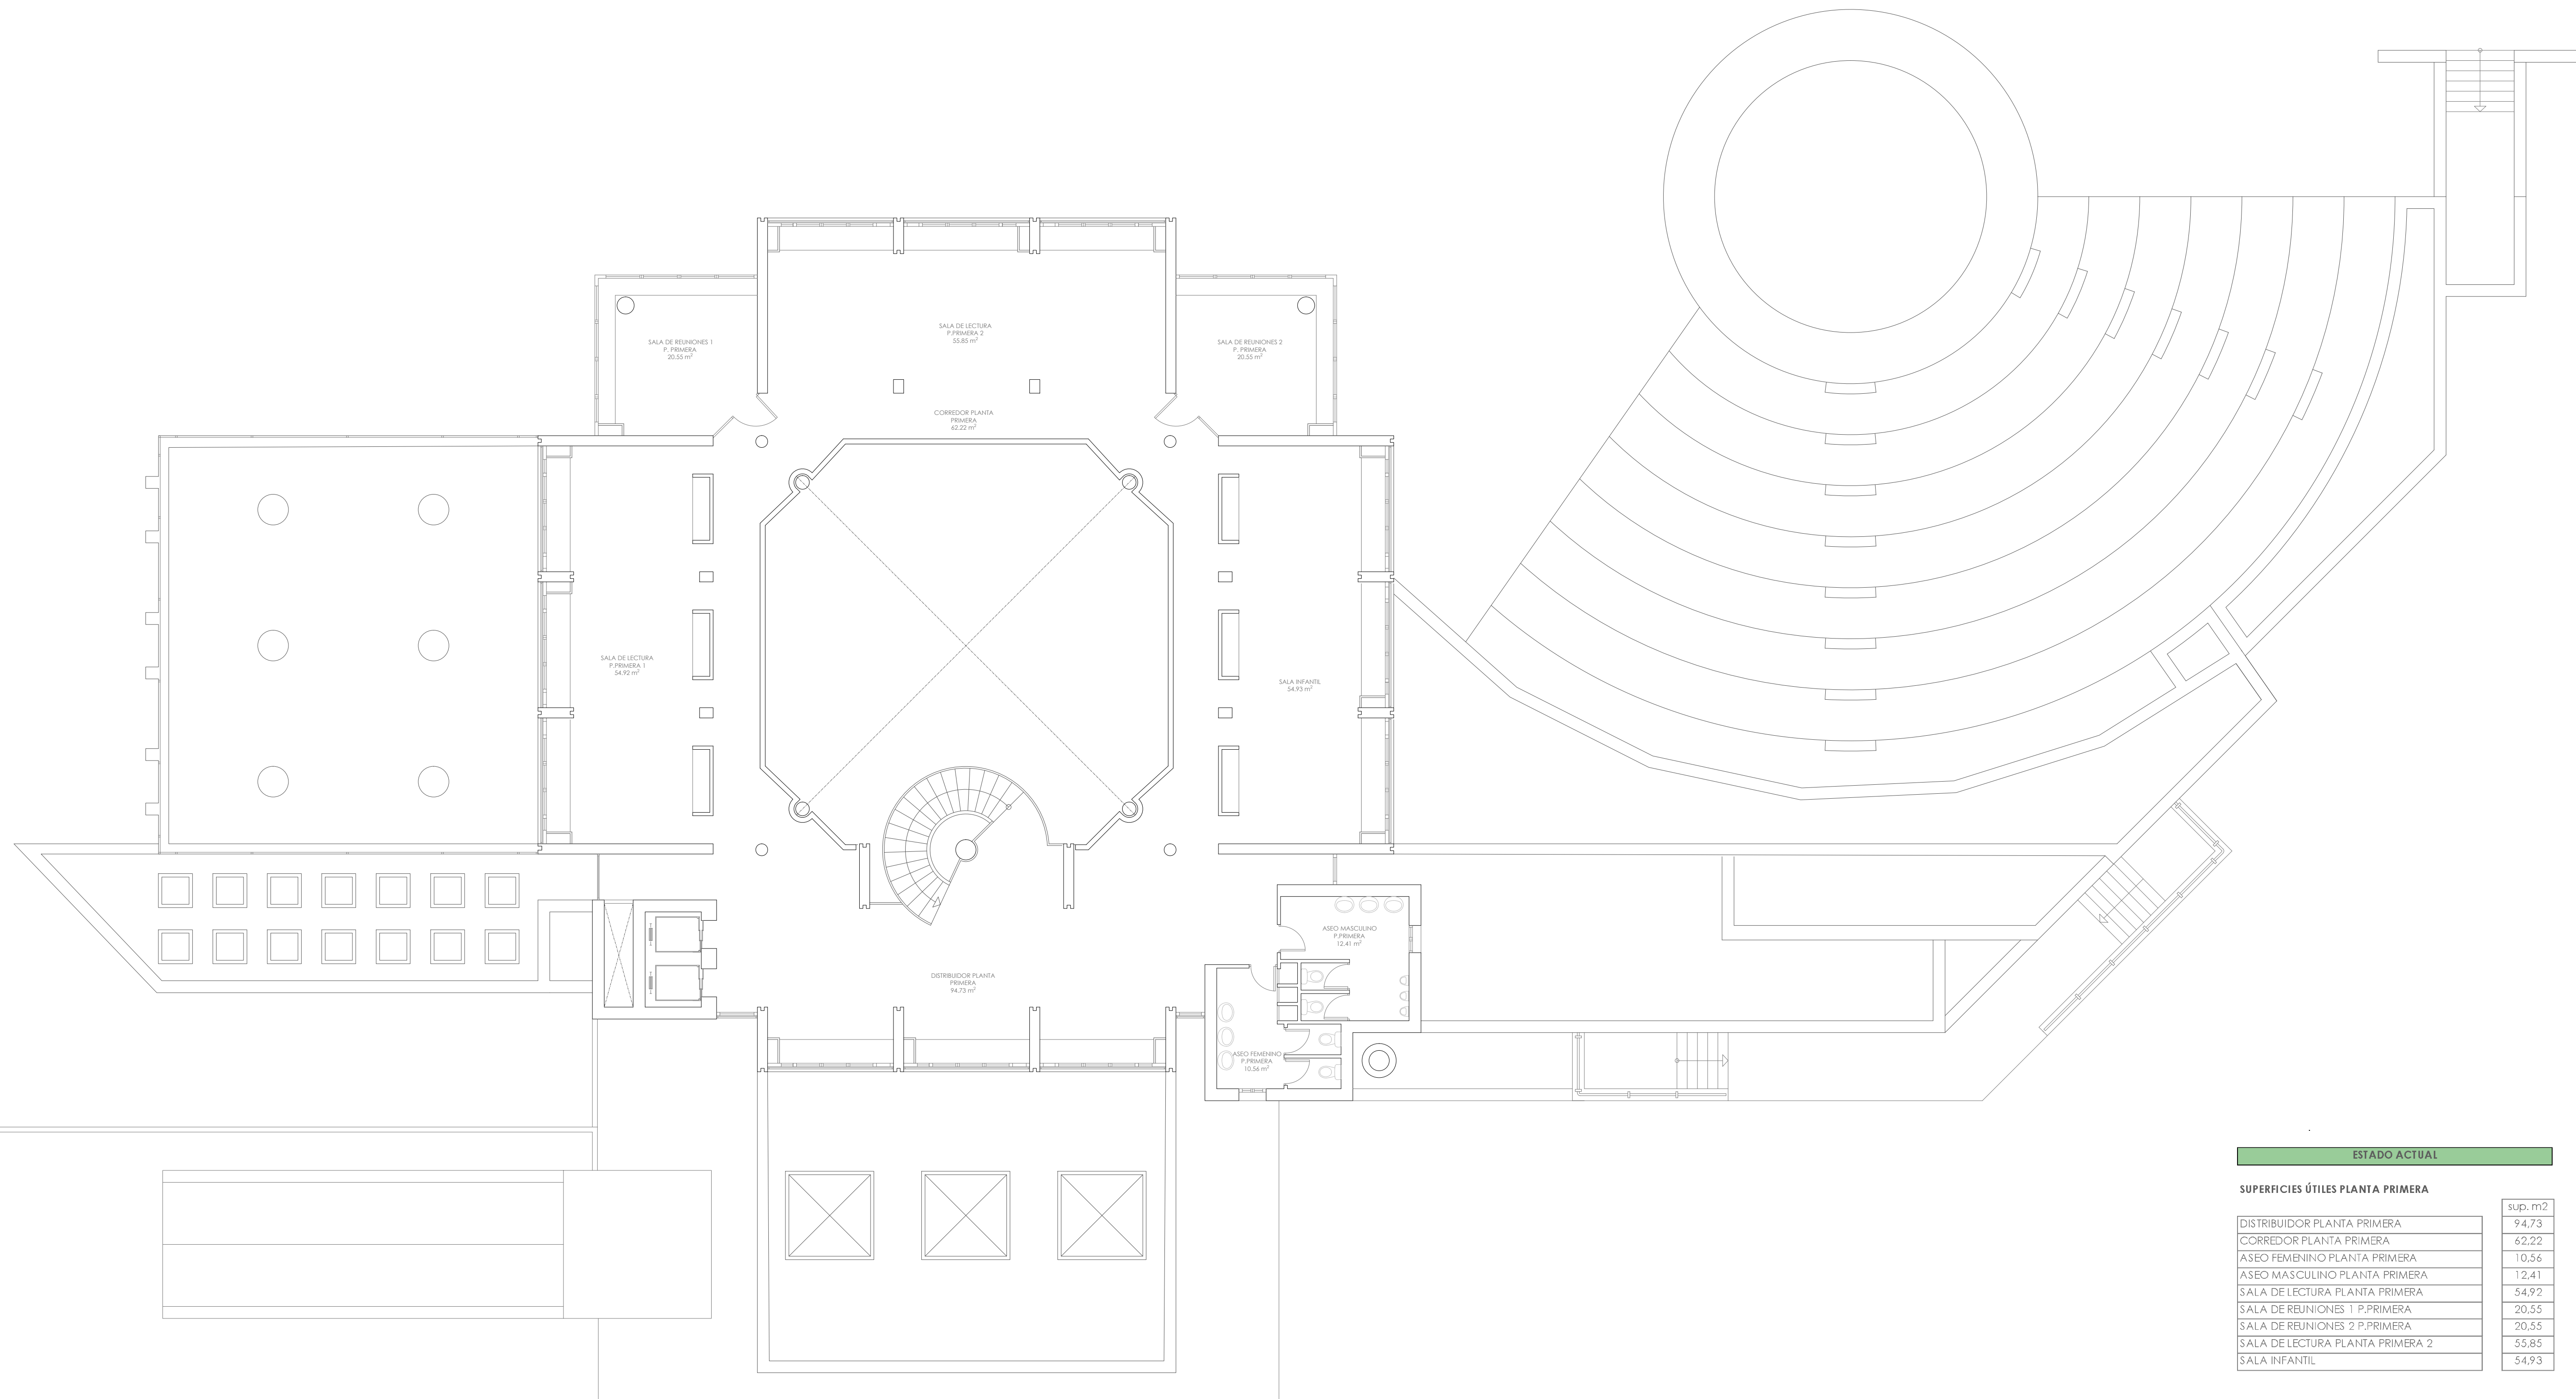 SALA DE LECTURA
P.PRIMERA 2
55.85 m²
SALA DE REUNIONES 1
P. PRIMERA
20.55 m²
SALA DE REUNIONES 2
P. PRIMERA
20.55 m²
CORREDOR PLANTA
PRIMERA
62.22 m²
SALA DE LECTURA
P.PRIMERA 1
54.92 m²
SALA INFANTIL
54.93 m²
ASEO MASCULINO
P.PRIMERA
12.41 m²
DISTRIBUIDOR PLANTA
PRIMERA
94.73 m²
ASEO FEMENINO
P.PRIMERA
10.56 m²
ESTADO ACTUAL
SUPERFICIES ÚTILES PLANTA PRIMERA
sup. m2
DISTRIBUIDOR PLANTA PRIMERA 94,73
CORREDOR PLANTA PRIMERA 62,22
ASEO FEMENINO PLANTA PRIMERA 10,56
ASEO MASCULINO PLANTA PRIMERA 12,41
SALA DE LECTURA PLANTA PRIMERA 54,92
SALA DE REUNIONES 1 P.PRIMERA 20,55
SALA DE REUNIONES 2 P.PRIMERA 20,55
SALA DE LECTURA PLANTA PRIMERA 2 55,85
SALA INFANTIL 54,93